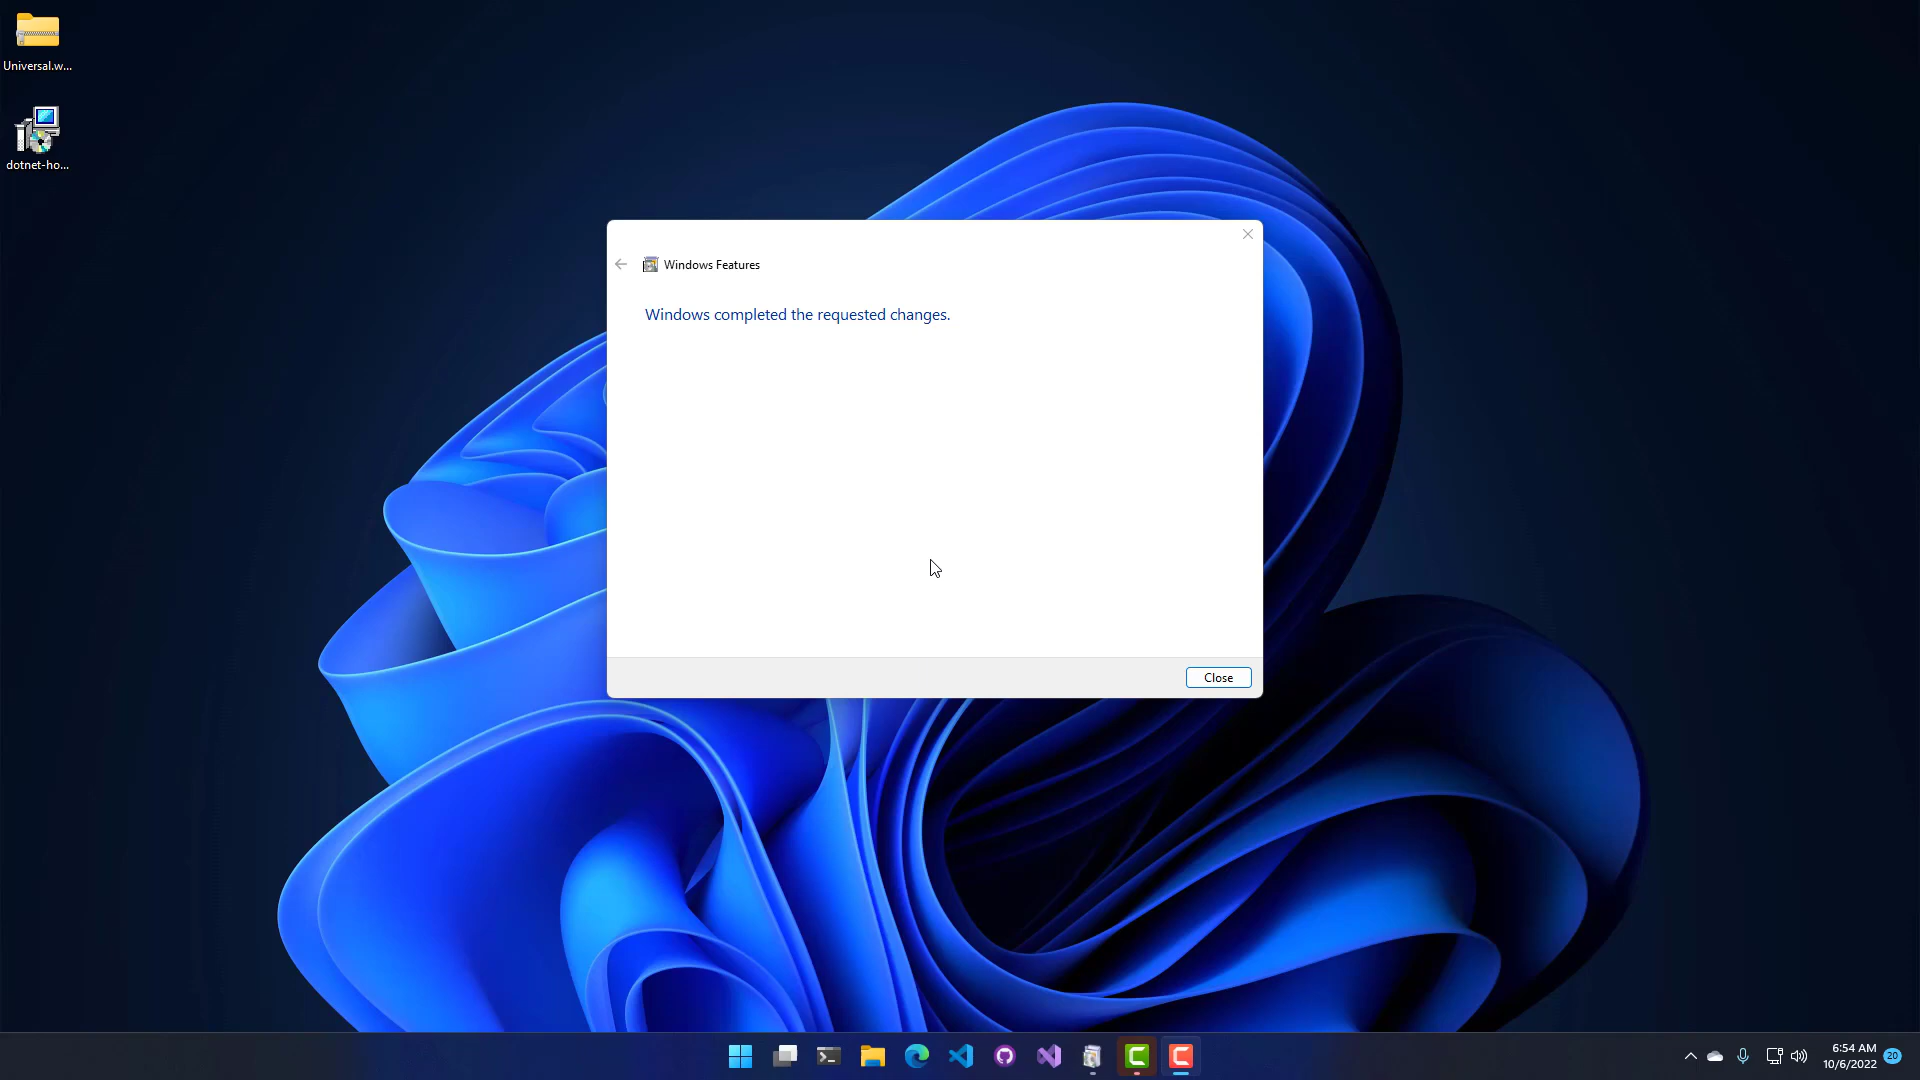 Universal.w...
dotnet-ho...
Windows Features
Windows completed the requested changes.
Close
6:54 AM
10/6/2022
20